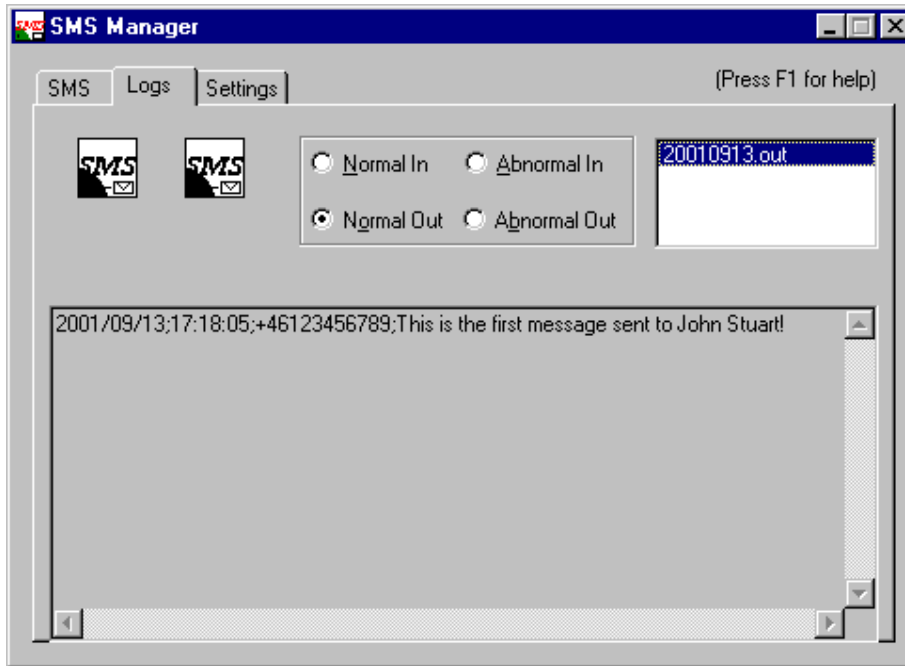 SMS Manager
SMS Logs Settings (Press F1 for help)
SMS SMS
Normal In Abnormal In
Normal Out Abnormal Out
20010913.out
2001/09/13;17:18:05;+46123456789;This is the first message sent to John Stuart!